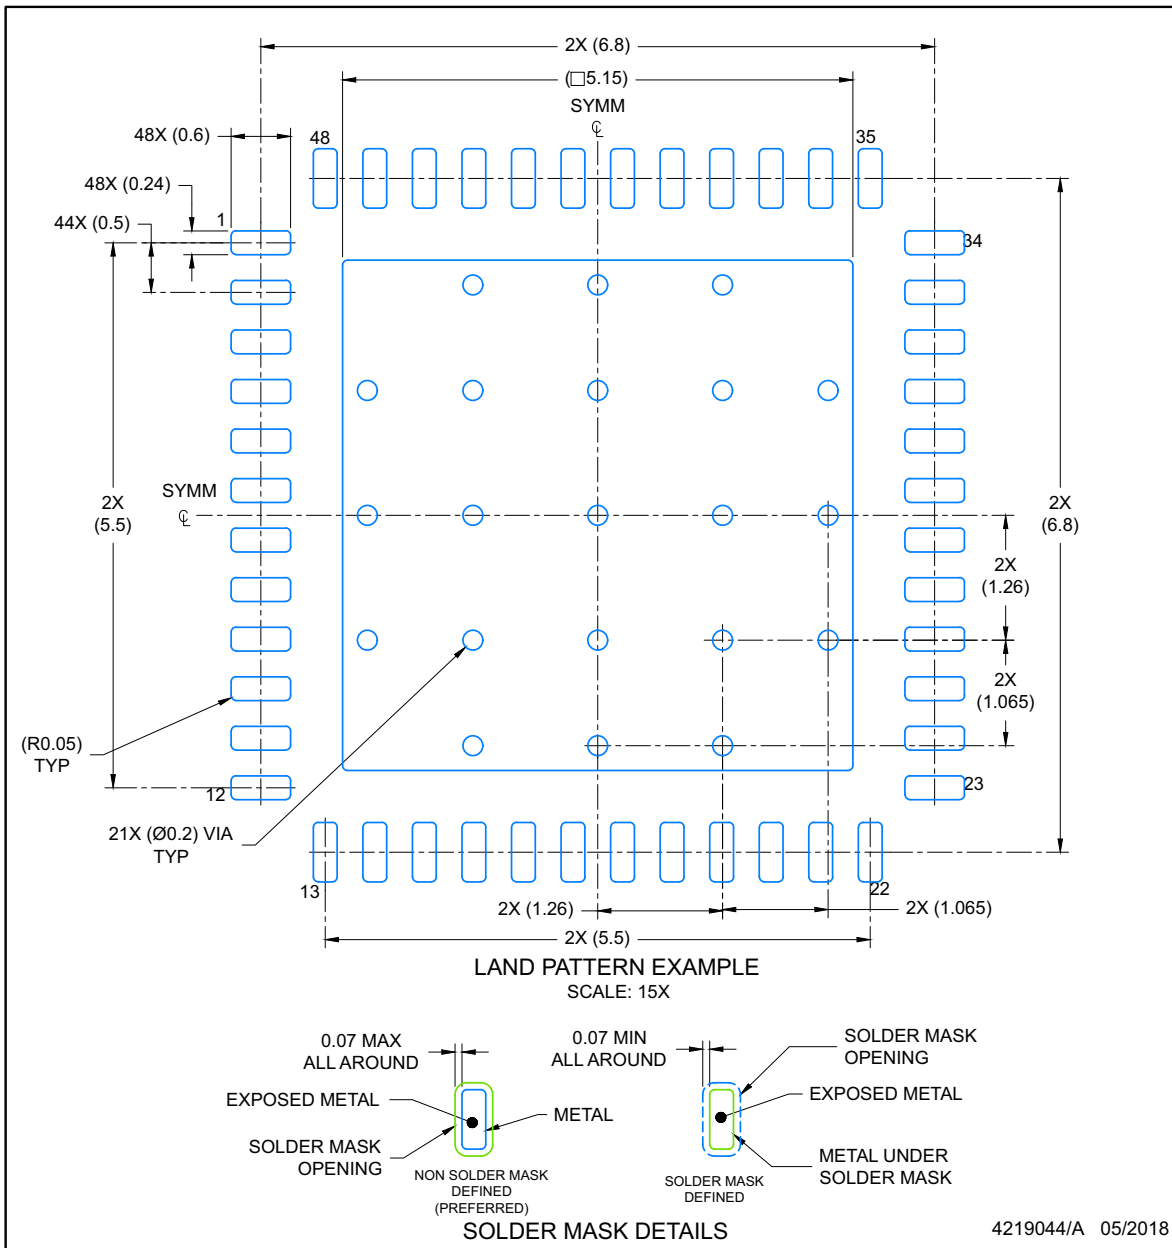 2X (6.8)
(□5.15)
SYMM
℄
48X (0.6)
48
35
48X (0.24)
44X (0.5)
1
34
2X
(5.5)
SYMM
℄
2X
(6.8)
2X
(1.26)
2X
(1.065)
(R0.05)
TYP
12
23
21X (Ø0.2) VIA
TYP
13
22
2X (1.26)
2X (1.065)
2X (5.5)
LAND PATTERN EXAMPLE
SCALE: 15X
0.07 MAX
ALL AROUND
0.07 MIN
ALL AROUND
SOLDER MASK
OPENING
EXPOSED METAL
EXPOSED METAL
METAL
SOLDER MASK
OPENING
METAL UNDER
SOLDER MASK
NON SOLDER MASK
DEFINED
(PREFERRED)
SOLDER MASK
DEFINED
SOLDER MASK DETAILS
4219044/A 05/2018